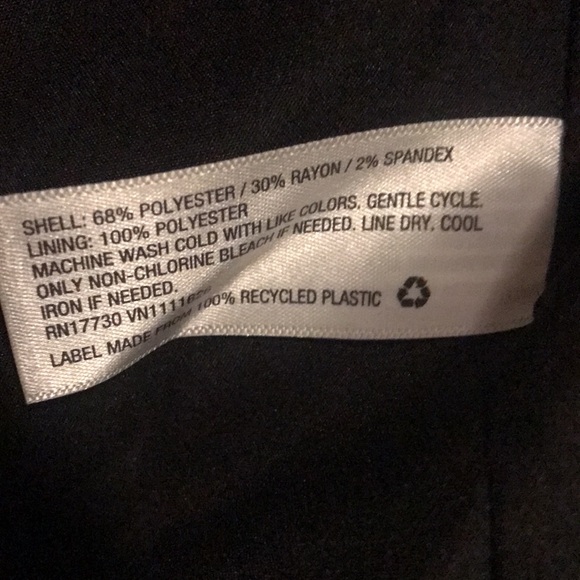 SHELL: 68% POLYESTER / 30% RAYON / 2% SPANDEX
LINING: 100% POLYESTER
MACHINE WASH COLD WITH LIKE COLORS, GENTLE CYCLE.
ONLY NON-CHLORINE BLEACH IF NEEDED. LINE DRY. COOL
IRON IF NEEDED.
RN17730
LABEL MADE FROM 100% RECYCLED PLASTIC